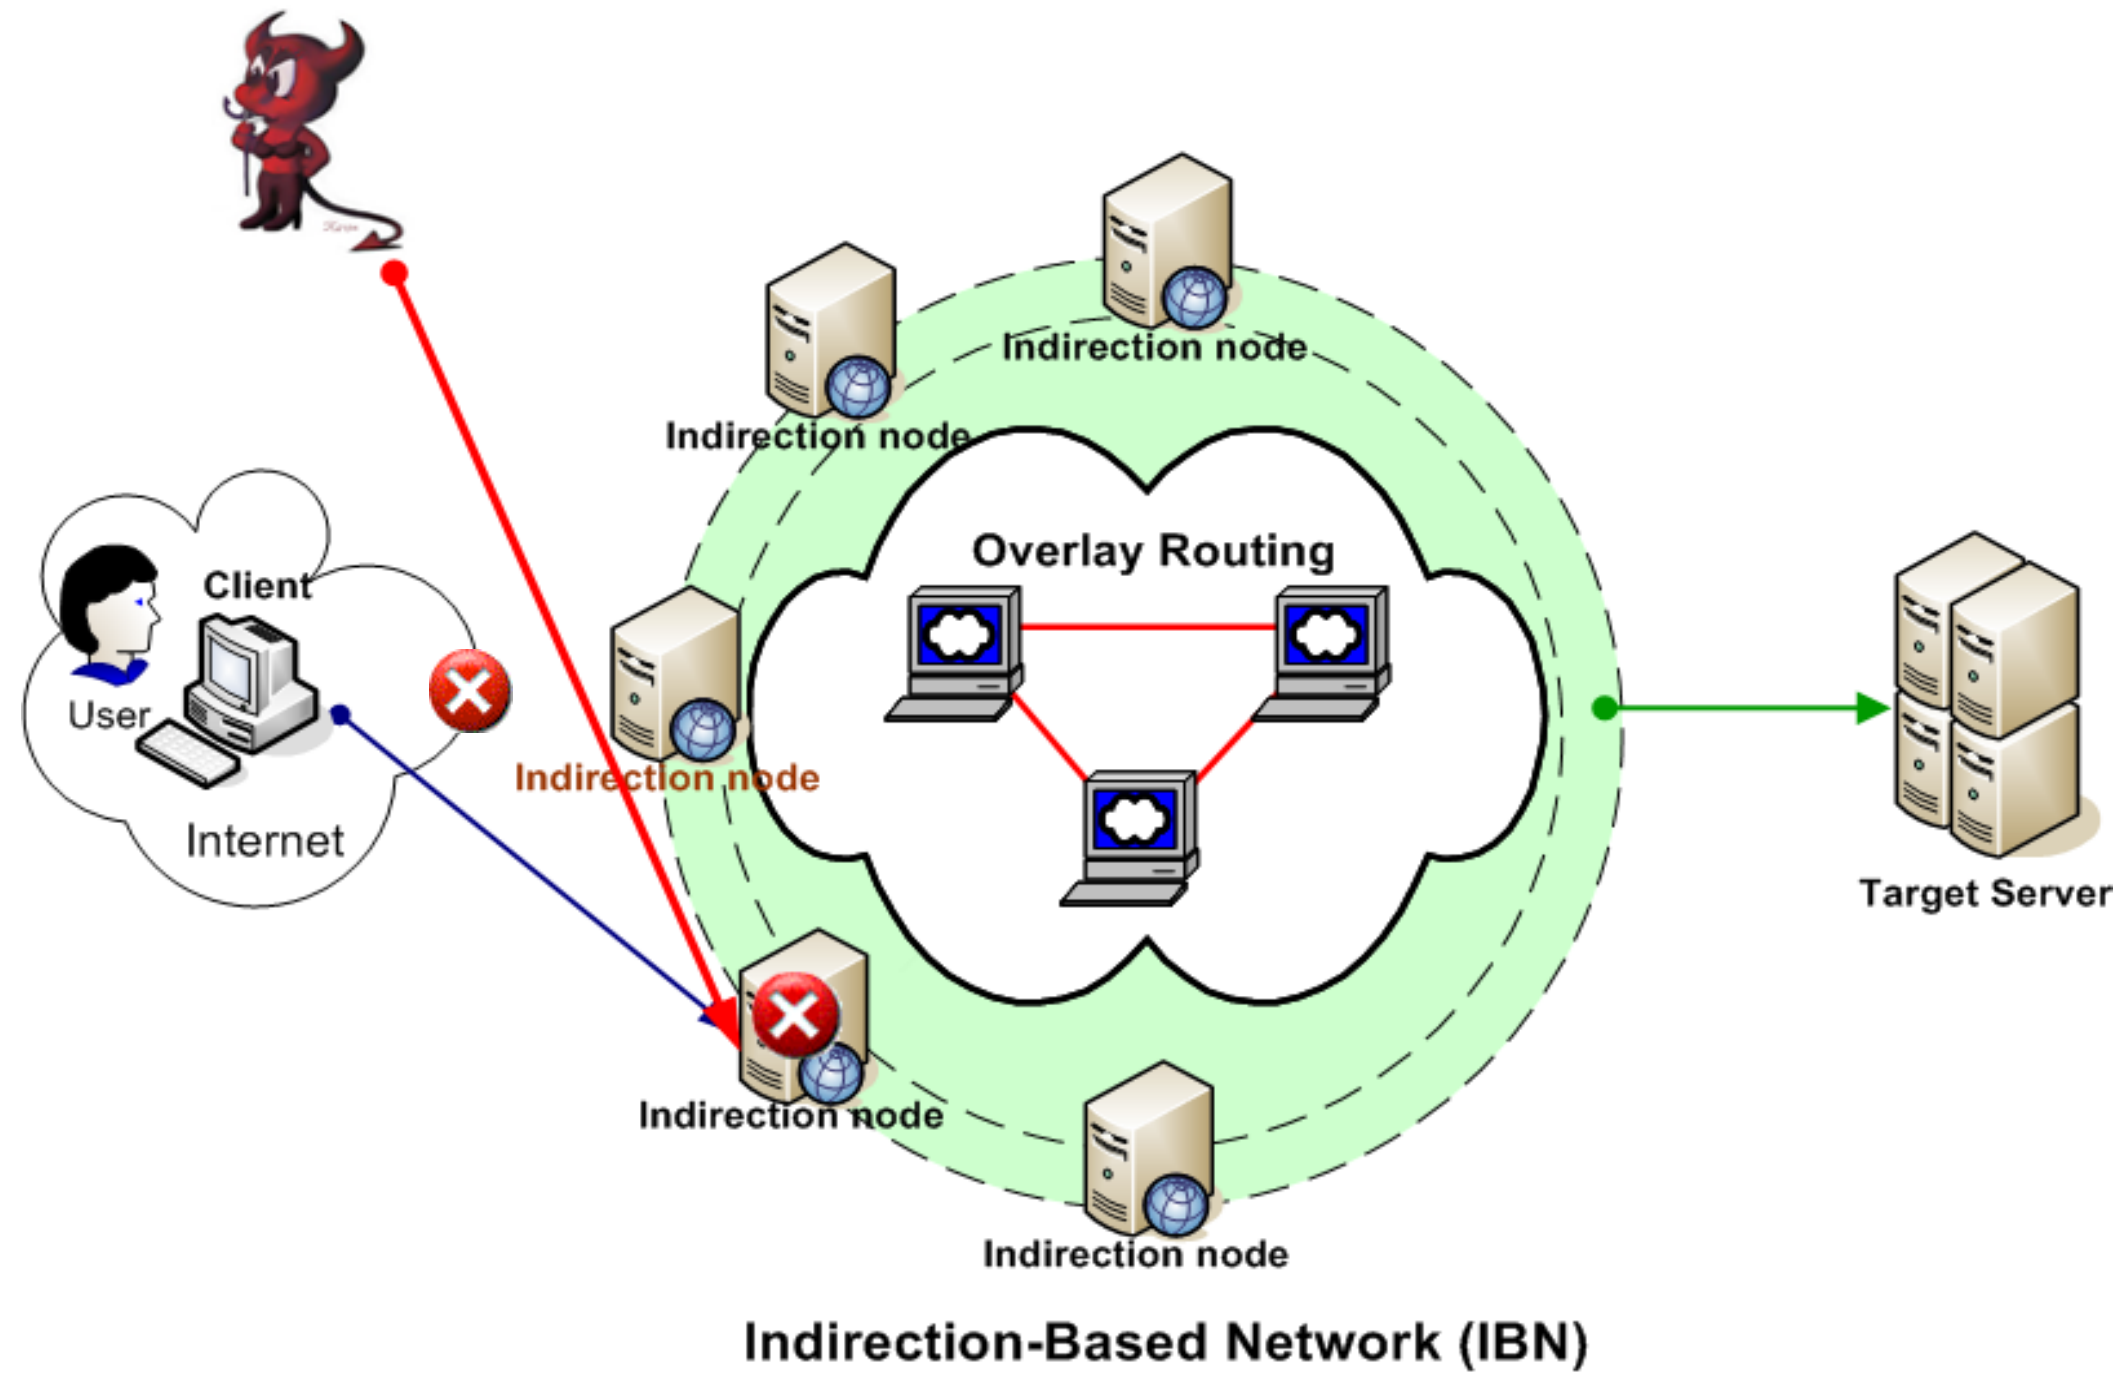 Indirection node
Indirection node
Overlay Routing
Client
User
Indirection node
Internet
Target Server
Indirection node
Indirection node
Indirection-Based Network (IBN)